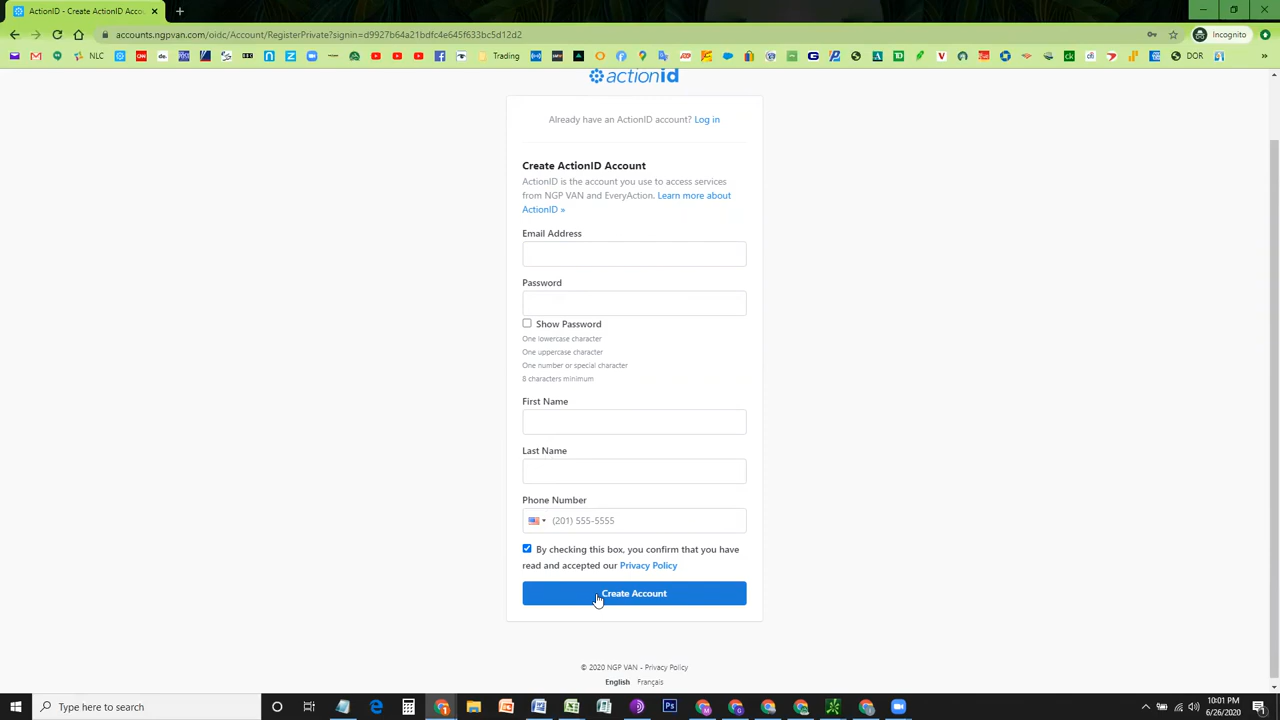 ActionID - Create ActionID Acco
accounts.ngpvan.com/oidc/Account/RegisterPrivate?signin=d9927b64a21bdfc4e645f633bc5d12d2
Incognito
NLC
Trading
DOR
actionid
Already have an ActionID account? Log in
Create ActionID Account
ActionID is the account you use to access services
from NGP VAN and EveryAction. Learn more about
ActionID »
Email Address
Password
Show Password
One lowercase character
One uppercase character
One number or special character
8 characters minimum
First Name
Last Name
Phone Number
(201) 555-5555
By checking this box, you confirm that you have
read and accepted our Privacy Policy
Create Account
© 2020 NGP VAN - Privacy Policy
English Français
Type here to search
10:01 PM
6/26/2020